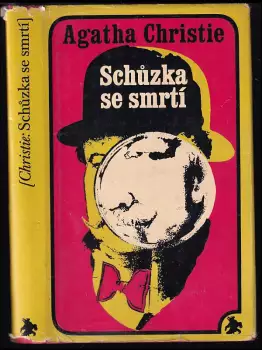 [Christie: Schůzka se smrtí]
Agatha Christie
Schůzka
se smrtí